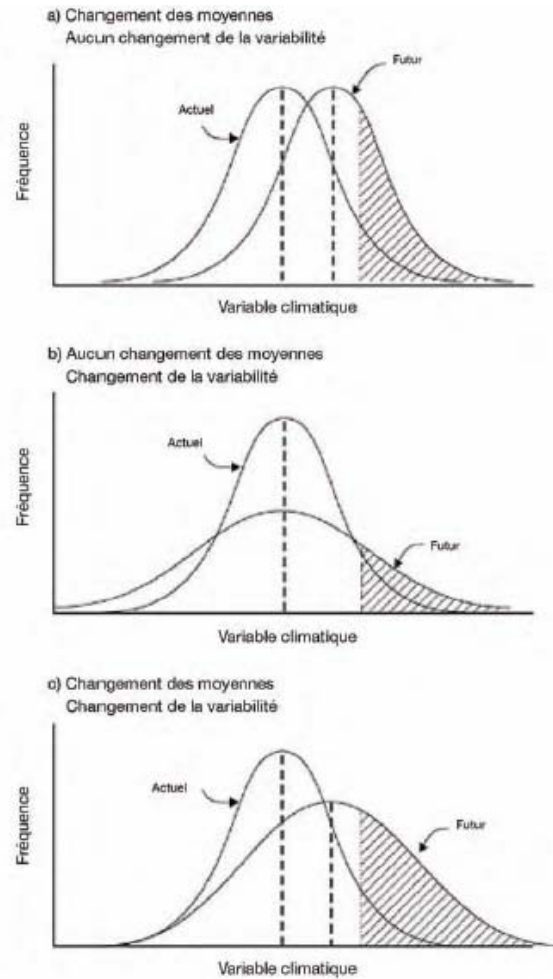 a) Changement des moyennes
Aucun changement de la variabilité
Futur
Actuel
Fréquence
Variable climatique
b) Aucun changement des moyennes
Changement de la variabilité
Actuel
Fréquence
Futur
Variable climatique
c) Changement des moyennes
Changement de la variabilité
Actuel
Futur
Fréquence
Variable climatique